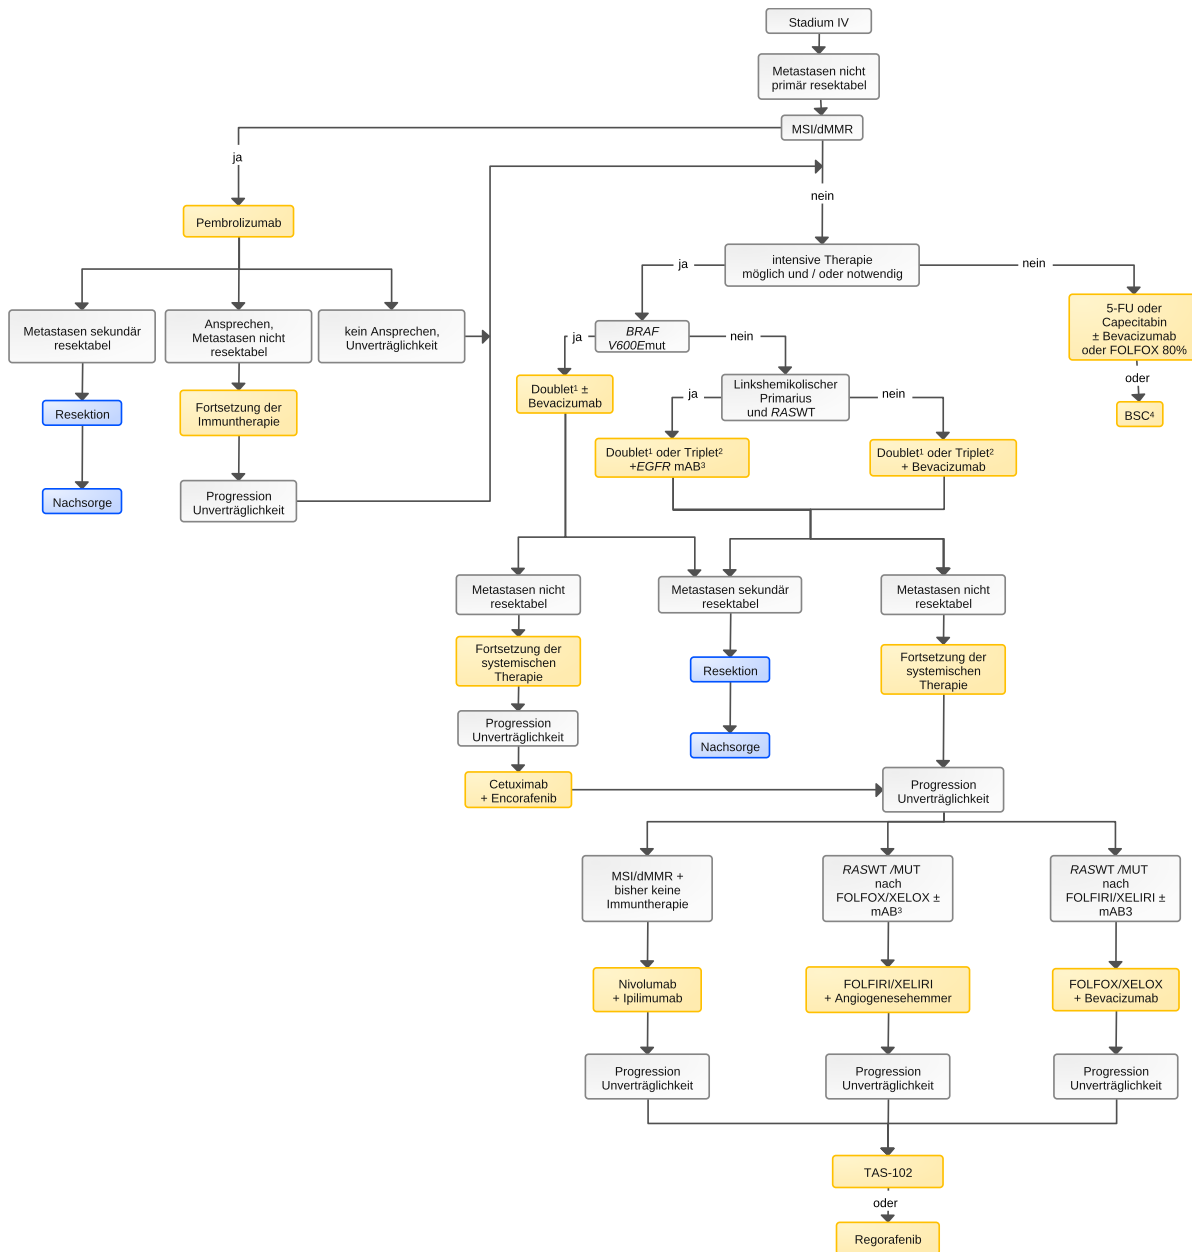 Stadium IV
Metastasen nicht
primär resektabel
MSI/dMMR
ja
nein
Pembrolizumab
intensive Therapie
möglich und / oder notwendig
ja
nein
Metastasen sekundär
resektabel
Ansprechen,
Metastasen nicht
resektabel
kein Ansprechen,
Unverträglichkeit
BRAF
V600Emut
ja
nein
5-FU oder
Capecitabin
± Bevacizumab
oder FOLFOX 80%
oder
BSC⁴
Resektion
Fortsetzung der
Immuntherapie
Doublet¹ ±
Bevacizumab
Linkshemikolischer
Primarius
und RASWT
ja
nein
Doublet¹ oder Triplet²
+EGFR mAB³
Doublet¹ oder Triplet²
+ Bevacizumab
Nachsorge
Progression
Unverträglichkeit
Metastasen nicht
resektabel
Metastasen sekundär
resektabel
Metastasen nicht
resektabel
Fortsetzung der
systemischen
Therapie
Resektion
Fortsetzung der
systemischen
Therapie
Progression
Unverträglichkeit
Nachsorge
Cetuximab
+ Encorafenib
Progression
Unverträglichkeit
MSI/dMMR +
bisher keine
Immuntherapie
RASWT /MUT
nach
FOLFOX/XELOX ±
mAB³
RASWT /MUT
nach
FOLFIRI/XELIRI ±
mAB3
Nivolumab
+ Ipilimumab
FOLFIRI/XELIRI
+ Angiogenesehemmer
FOLFOX/XELOX
+ Bevacizumab
Progression
Unverträglichkeit
Progression
Unverträglichkeit
Progression
Unverträglichkeit
TAS-102
oder
Regorafenib